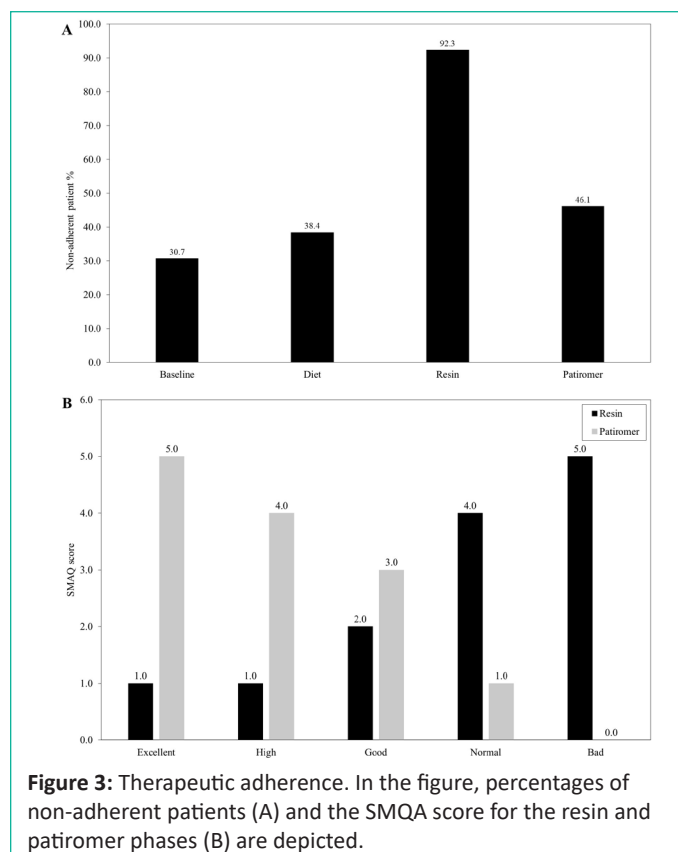 A
100.0
90.0
80.0
70.0
60.0
50.0
40.0
30.0
20.0
10.0
0.0
Non-adherent patient %
30.7
38.4
92.3
46.1
Baseline Diet Resin Patiromer
B
6.0
5.0
4.0
3.0
2.0
1.0
0.0
SMAQ score
Resin
Patiromer
1.0 5.0 1.0 4.0 2.0 3.0 4.0 1.0 5.0 0.0
Excellent High Good Normal Bad
Figure 3: Therapeutic adherence. In the figure, percentages of
non-adherent patients (A) and the SMQA score for the resin and
patiromer phases (B) are depicted.